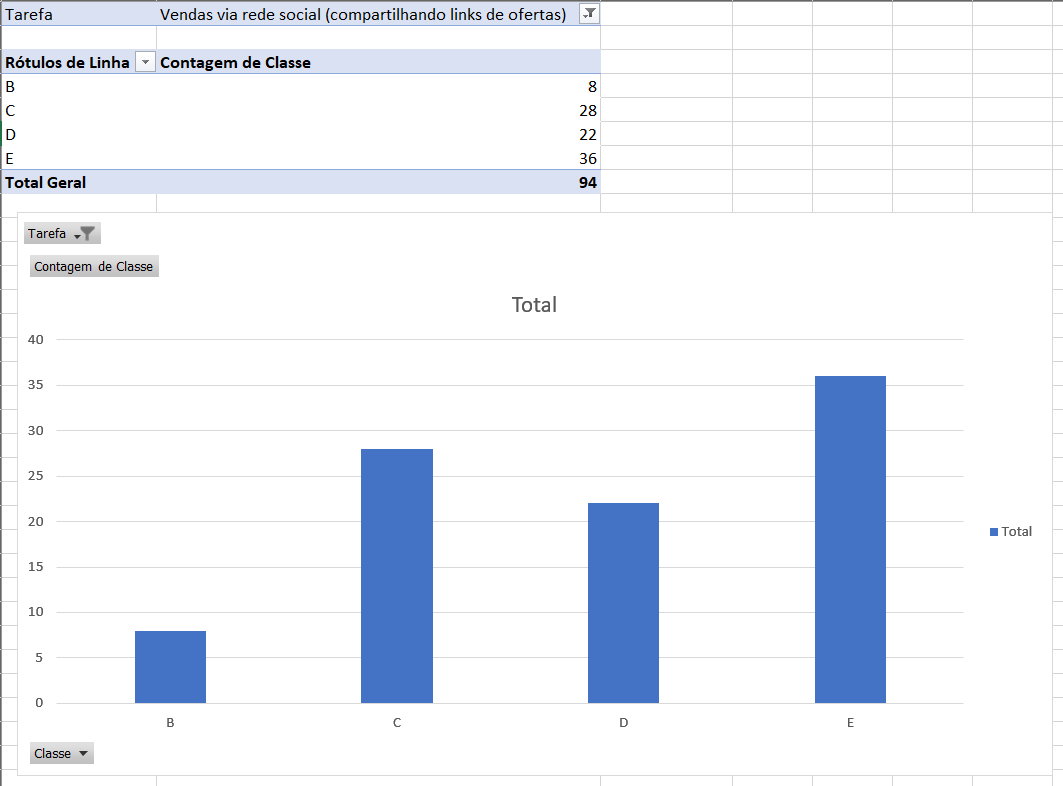 Tarefa Vendas via rede social (compartilhando links de ofertas)
Rótulos de Linha Contagem de Classe
B 8
C 28
D 22
E 36
Total Geral 94
Tarefa
Contagem de Classe
Total
40
35
30
25
20
15
10
5
0
Total
B C D E
Classe